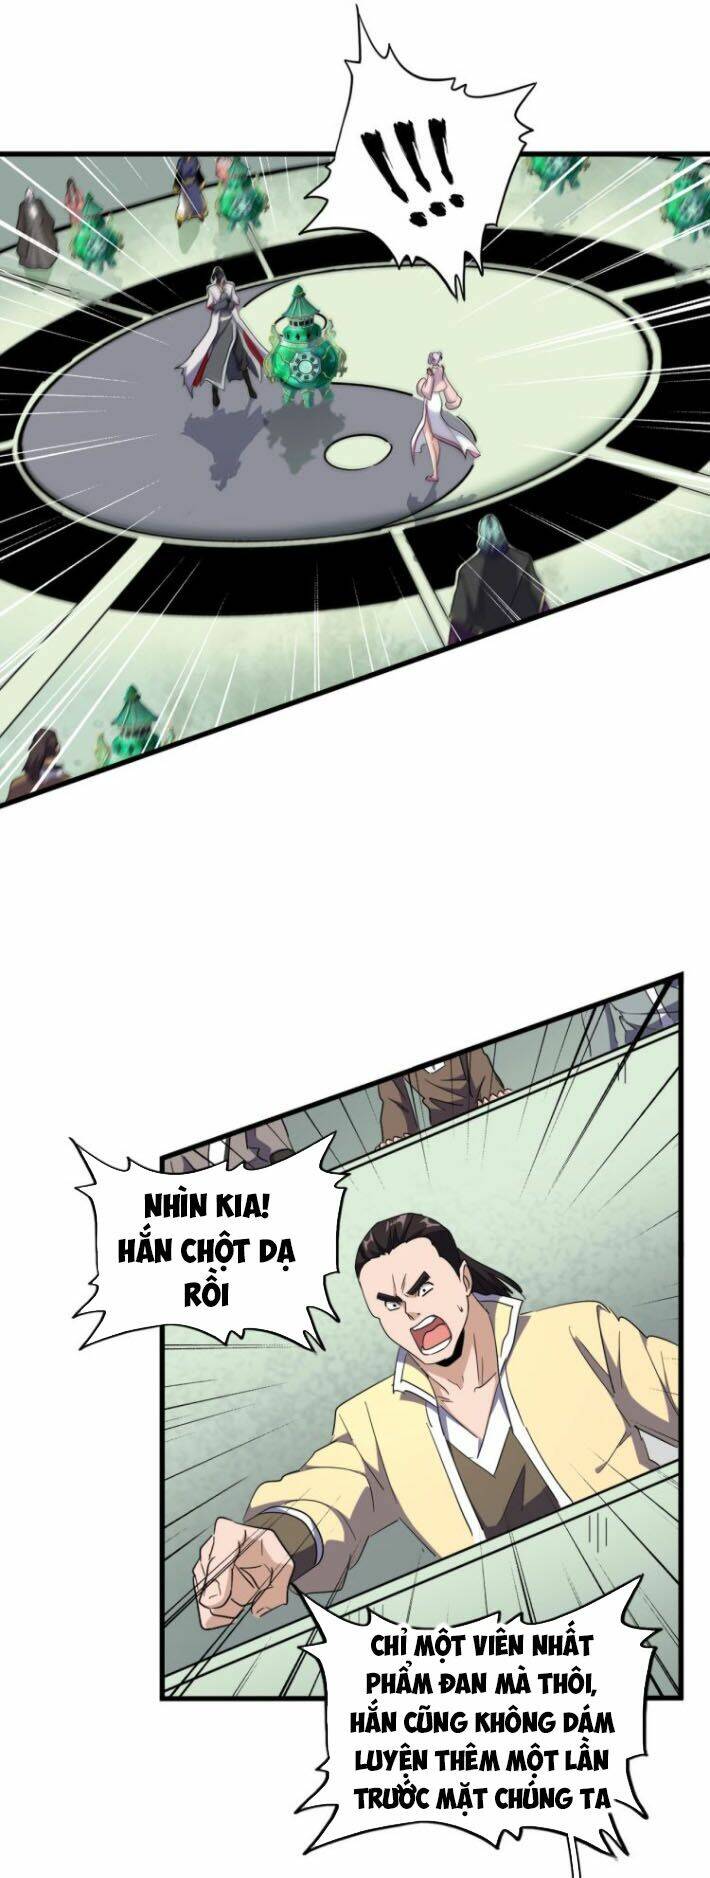 !!!
NHÌN KIA!
HẮN CHỘT DẠ
RỒI
CHỈ MỘT VIÊN NHẤT
PHẨM ĐAN MÀ THÔI,
HẮN CŨNG KHÔNG DÁM
LUYỆN THÊM MỘT LẦN
TRƯỚC MẶT CHÚNG TA